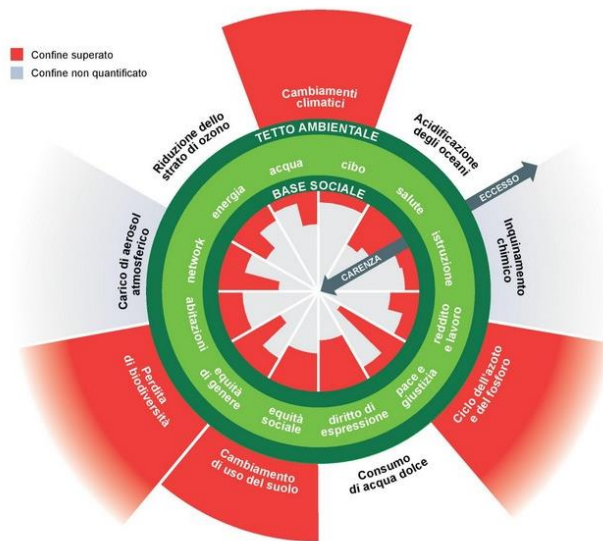 Confine superato
Confine non quantificato
Cambiamenti
climatici
Riduzione dello
strato di ozono
Acidificazione
degli oceani
TETTO AMBIENTALE
ECCESSO
Carico di aerosol
atmosferico
Inquinamento
chimico
energia
acqua
cibo
salute
BASE SOCIALE
network
istruzione
CARENZA
abitazioni
reddito
e lavoro
equità
di genere
equità
sociale
diritto di
espressione
pace e
giustizia
Perdita
di biodiversità
Ciclo dell'azoto
e del fosforo
Cambiamento
di uso del suolo
Consumo
di acqua dolce